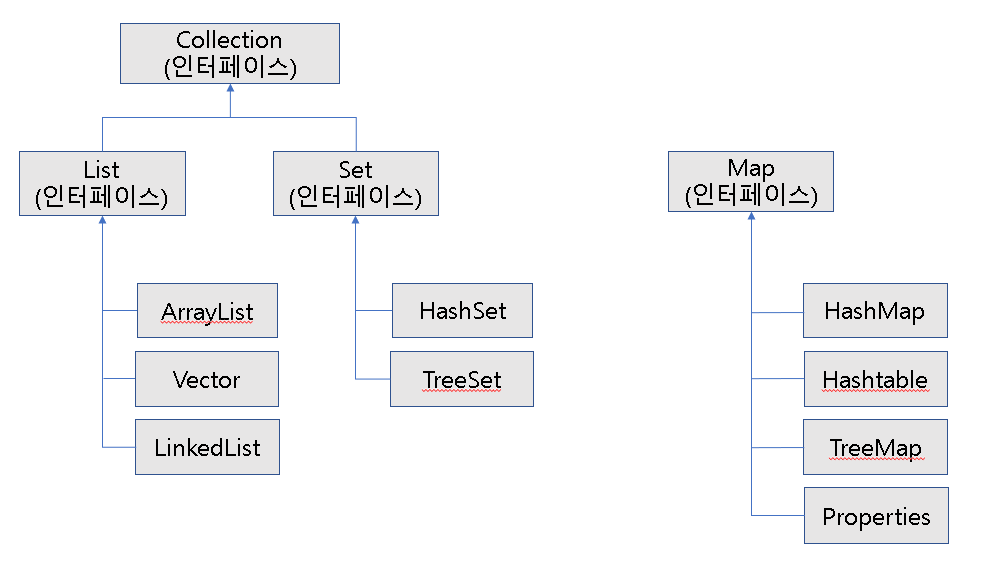 Collection
(인터페이스)
List
(인터페이스)
Set
(인터페이스)
Map
(인터페이스)
ArrayList
Vector
LinkedList
HashSet
TreeSet
HashMap
Hashtable
TreeMap
Properties